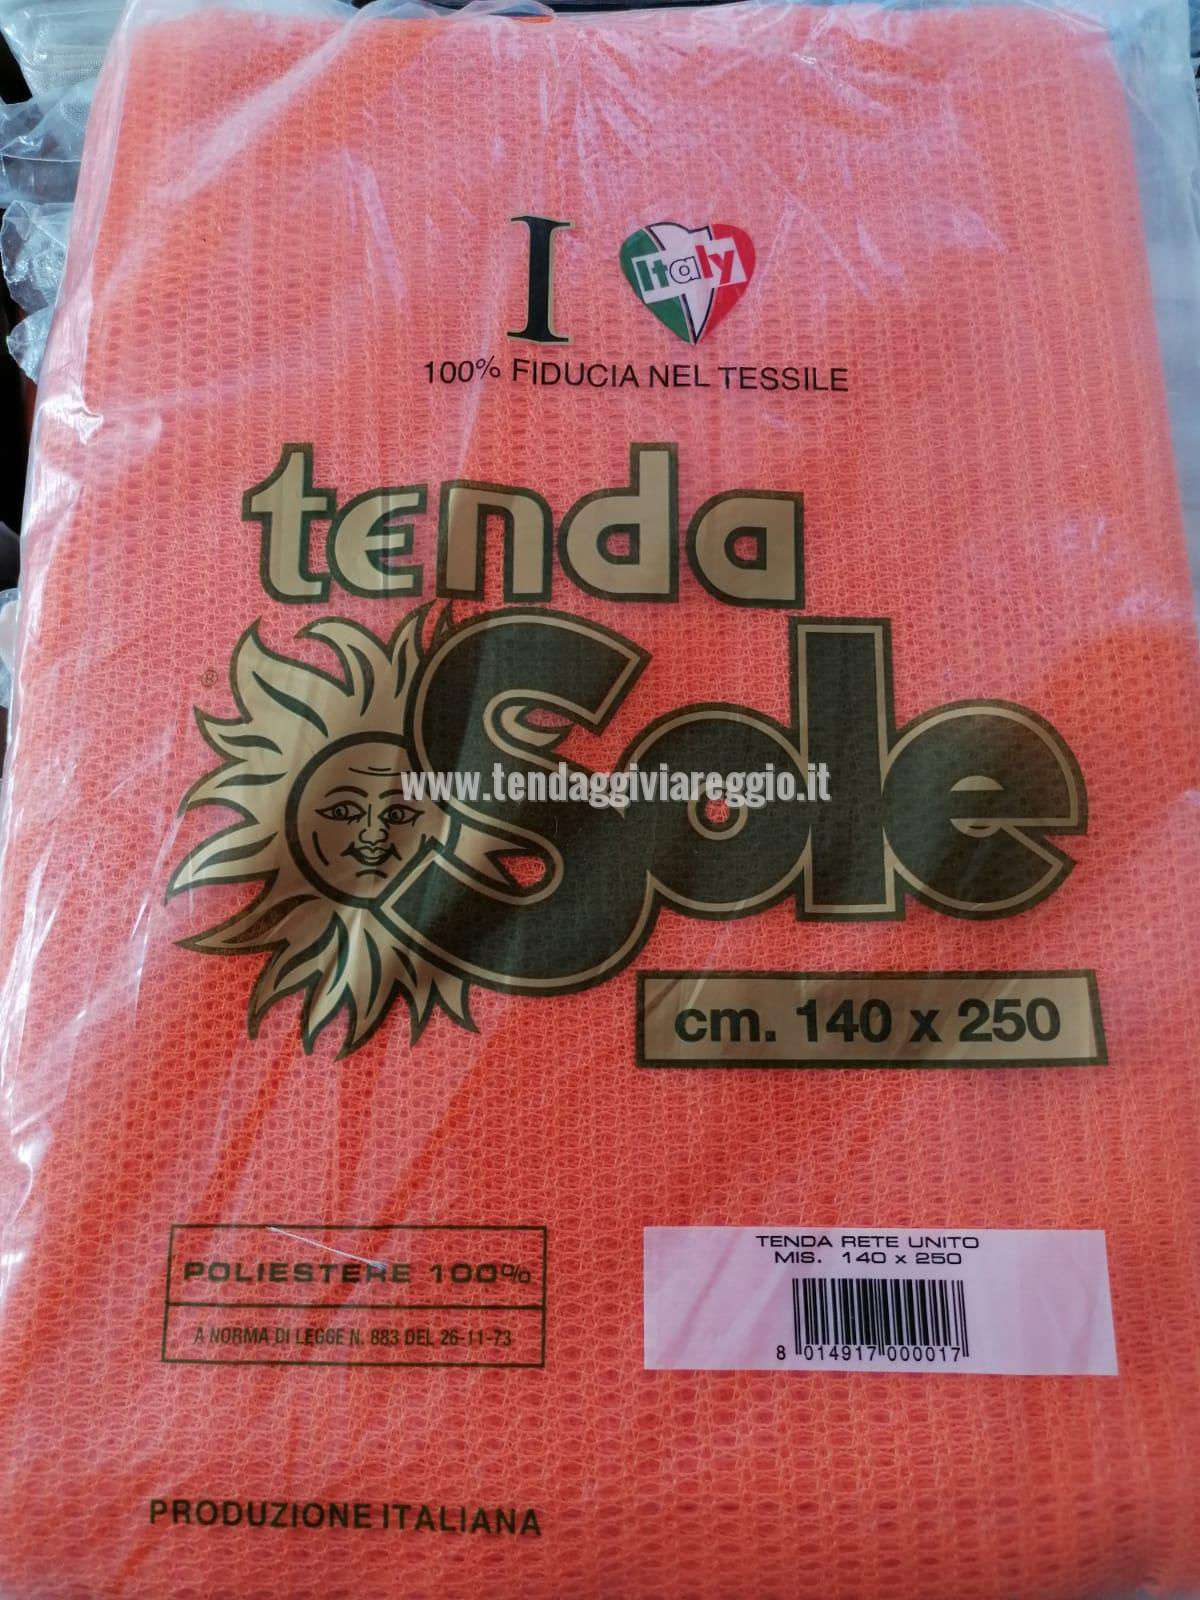 I Italy
100% FIDUCIA NEL TESSILE
tenda
®
Sole
www.tendaggiviareggio.it
cm. 140 x 250
POLIESTERE 100%
A NORMA DI LEGGE N. 883 DEL 26-11-73
TENDA RETE UNITO
MIS. 140 x 250
8 014917 000017
PRODUZIONE ITALIANA